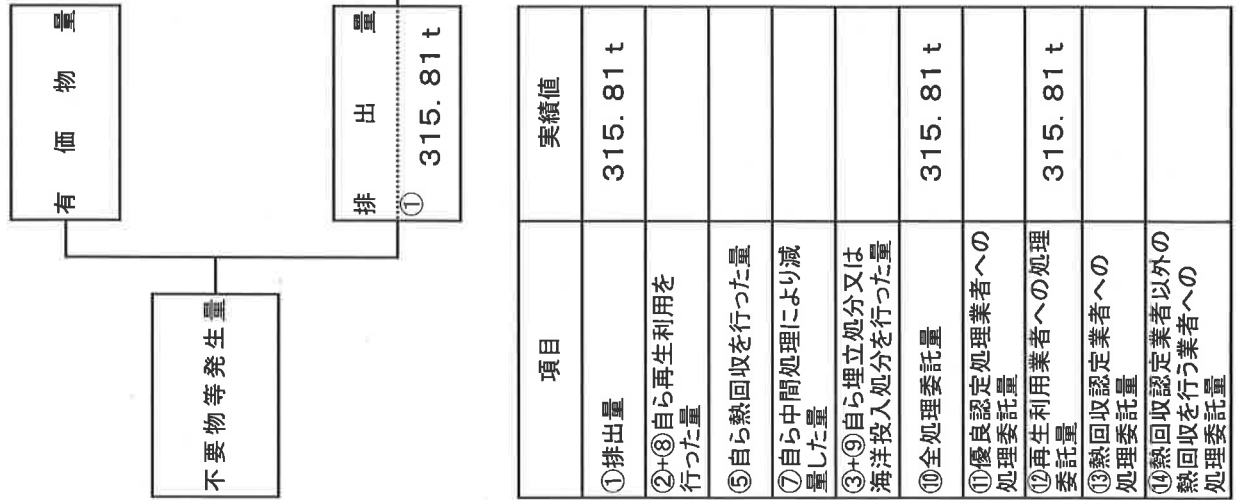 有価物量
不要物等発生量
排出量
① 315.81 t
項目 実績値
①排出量 315.81 t
②+⑧自ら再生利用を
行った量
⑤自ら熱回収を行った量
⑦自ら中間処理により減
量した量
③+⑨自ら埋立処分又は
海洋投入処分を行った量
⑩全処理委託量 315.81 t
⑪優良認定処理業者への
処理委託量
⑫再生利用業者への処理
委託量 315.81 t
⑬熱回収認定業者への
処理委託量
⑭熱回収認定業者以外の
熱回収を行う業者への
処理委託量